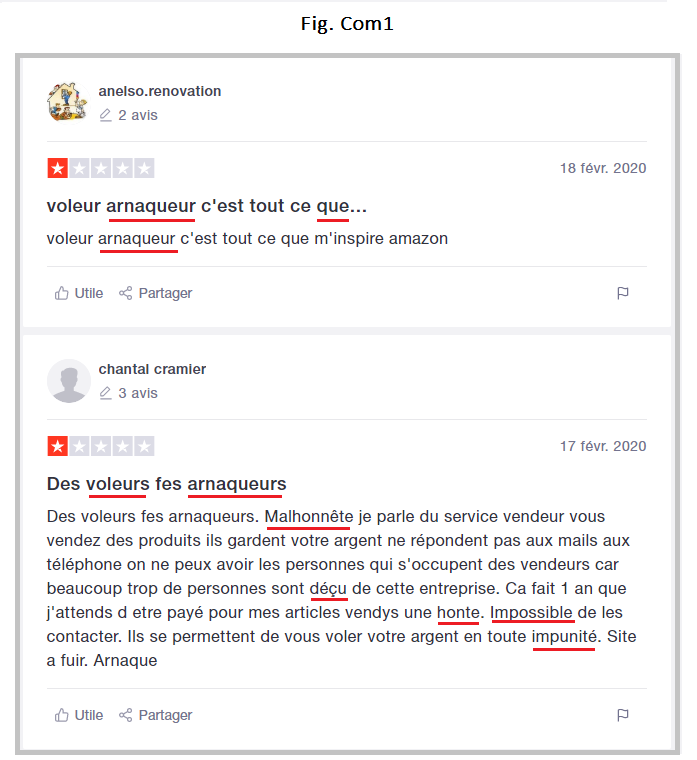 Fig. Com1
anelso.renovation
2 avis
18 févr. 2020
voleur arnaqueur c'est tout ce que...
voleur arnaqueur c'est tout ce que m'inspire amazon
Utile Partager
chantal cramier
3 avis
17 févr. 2020
Des voleurs fes arnaqueurs
Des voleurs fes arnaqueurs. Malhonnête je parle du service vendeur vous
vendez des produits ils gardent votre argent ne répondent pas aux mails aux
téléphone on ne peux avoir les personnes qui s'occupent des vendeurs car
beaucoup trop de personnes sont déçu de cette entreprise. Ca fait 1 an que
j'attends d etre payé pour mes articles vendys une honte. Impossible de les
contacter. Ils se permettent de vous voler votre argent en toute impunité. Site
a fuir. Arnaque
Utile Partager